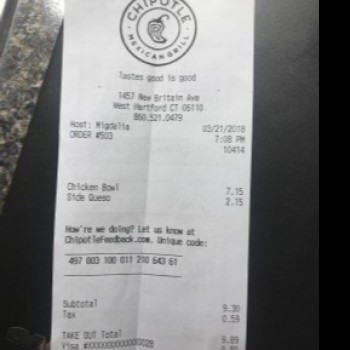 CHIPOTLE
MEXICAN GRILL
Tastes good is good
1457 New Britain Ave
West Hartford CT 06110
860.521.0479
Host: Migdalia 03/21/2018
ORDER #503 7:08 PM
10414
Chicken Bowl 7.15
Side Queso 2.15
How're we doing? Let us know at
ChipotleFeedback.com. Unique code:
497 003 100 011 210 643 61
Subtotal 9.30
Tax 0.59
TAKE OUT Total 9.89